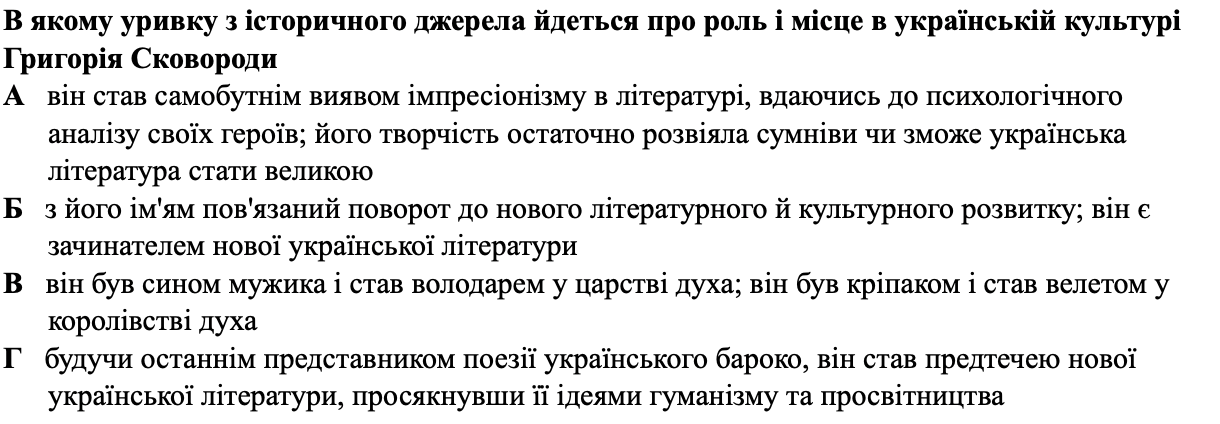 В якому уривку з історичного джерела йдеться про роль і місце в українській культурі
Григорія Сковороди
А він став самобутнім виявом імпресіонізму в літературі, вдаючись до психологічного
аналізу своїх героїв; його творчість остаточно розвіяла сумніви чи зможе українська
література стати великою
Б з його ім'ям пов'язаний поворот до нового літературного й культурного розвитку; він є
зачинателем нової української літератури
В він був сином мужика і став володарем у царстві духа; він був кріпаком і став велетом у
королівстві духа
Г будучи останнім представником поезії українського бароко, він став предтечею нової
української літератури, просякнувши її ідеями гуманізму та просвітництва